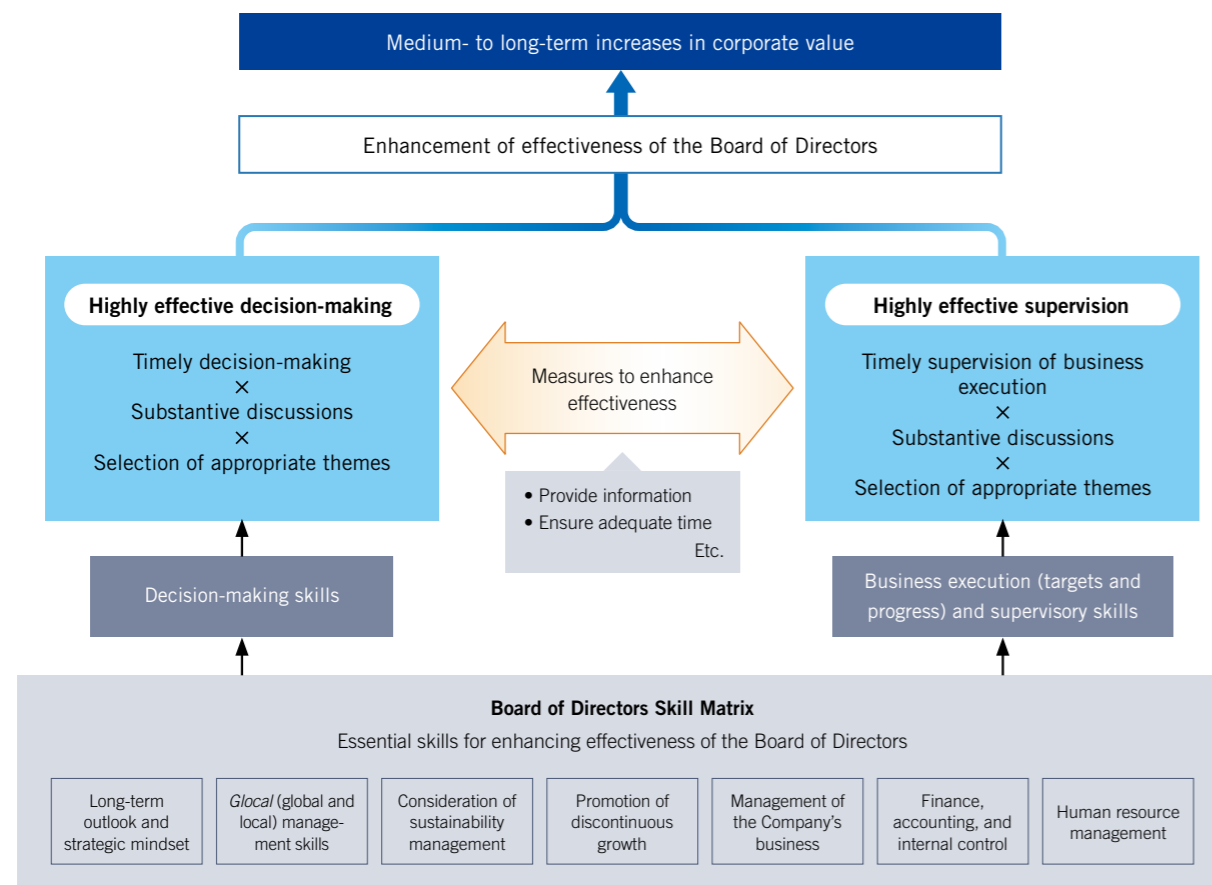 Medium- to long-term increases in corporate value
Enhancement of effectiveness of the Board of Directors
Highly effective decision-making
Timely decision-making
×
Substantive discussions
×
Selection of appropriate themes
Measures to enhance
effectiveness
• Provide information
• Ensure adequate time
Etc.
Highly effective supervision
Timely supervision of business
execution
×
Substantive discussions
×
Selection of appropriate themes
Decision-making skills
Business execution (targets and
progress) and supervisory skills
Board of Directors Skill Matrix
Essential skills for enhancing effectiveness of the Board of Directors
Long-term
outlook and
strategic mindset
Glocal (global and
local) manage-
ment skills
Consideration of
sustainability
management
Promotion of
discontinuous
growth
Management of
the Company’s
business
Finance,
accounting, and
internal control
Human resource
management